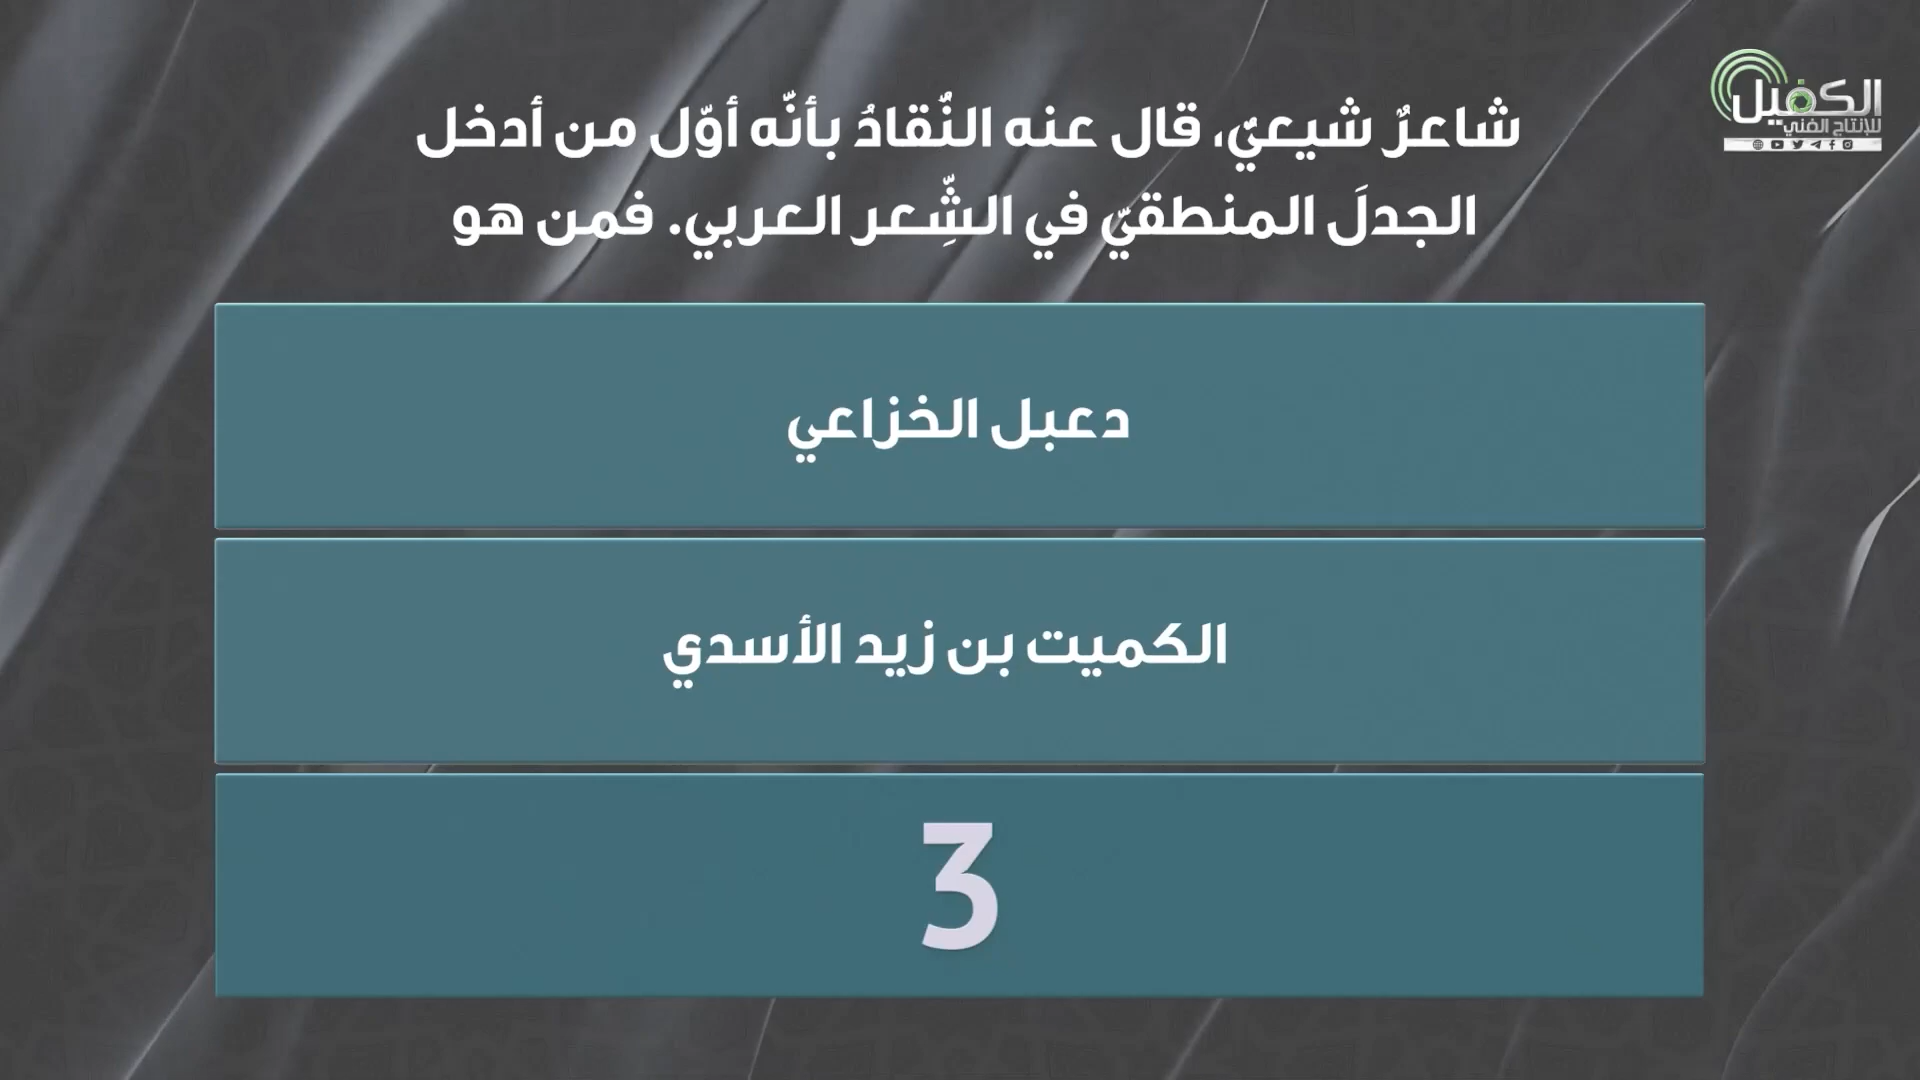 الكفيل
للإنتاج الفني
شاعرٌ شيعيٌ، قال عنه النٌقادُ بأنّه أوّل من أدخل
الجدلَ المنطقيّ في الشِّعر العربي. فمن هو
دعبل الخزاعي
الكميت بن زيد الأسدي
3